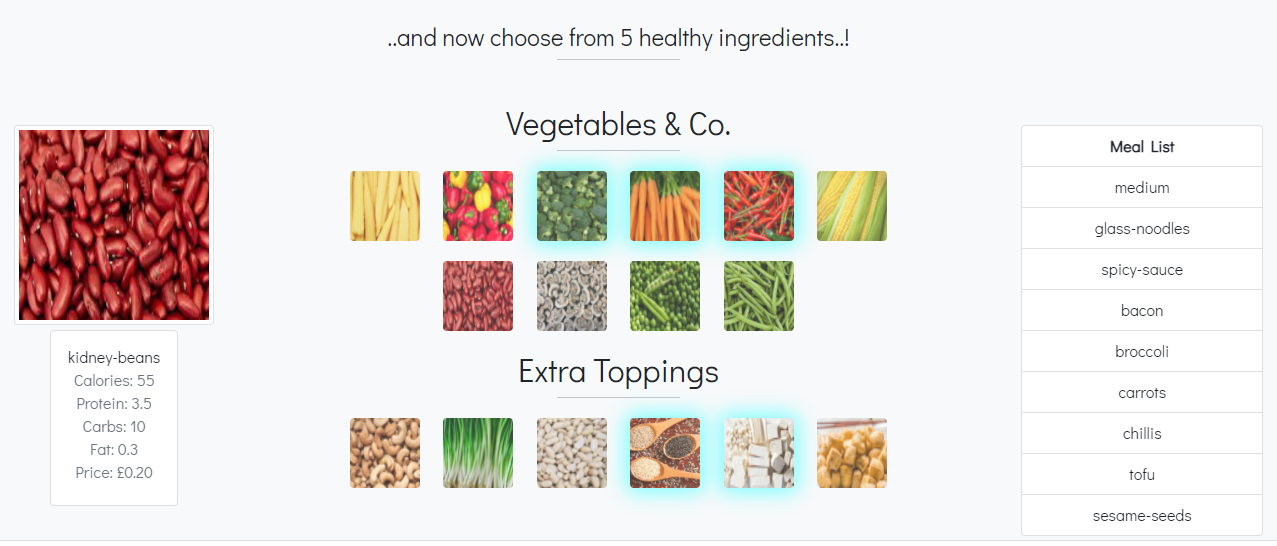 ..and now choose from 5 healthy ingredients..!
Vegetables & Co.
kidney-beans
Calories: 55
Protein: 3.5
Carbs: 10
Fat: 0.3
Price: £0.20
Extra Toppings
Meal List
medium
glass-noodles
spicy-sauce
bacon
broccoli
carrots
chillis
tofu
sesame-seeds